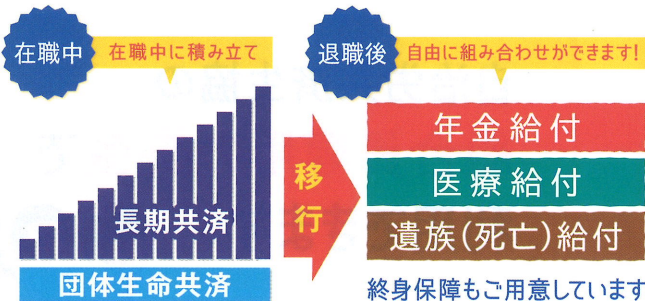 在職中
在職中に積み立て
長期共済
団体生命共済
移行
退職後
自由に組み合わせができます!
年金給付
医療給付
遺族(死亡)給付
終身保障もご用意しています